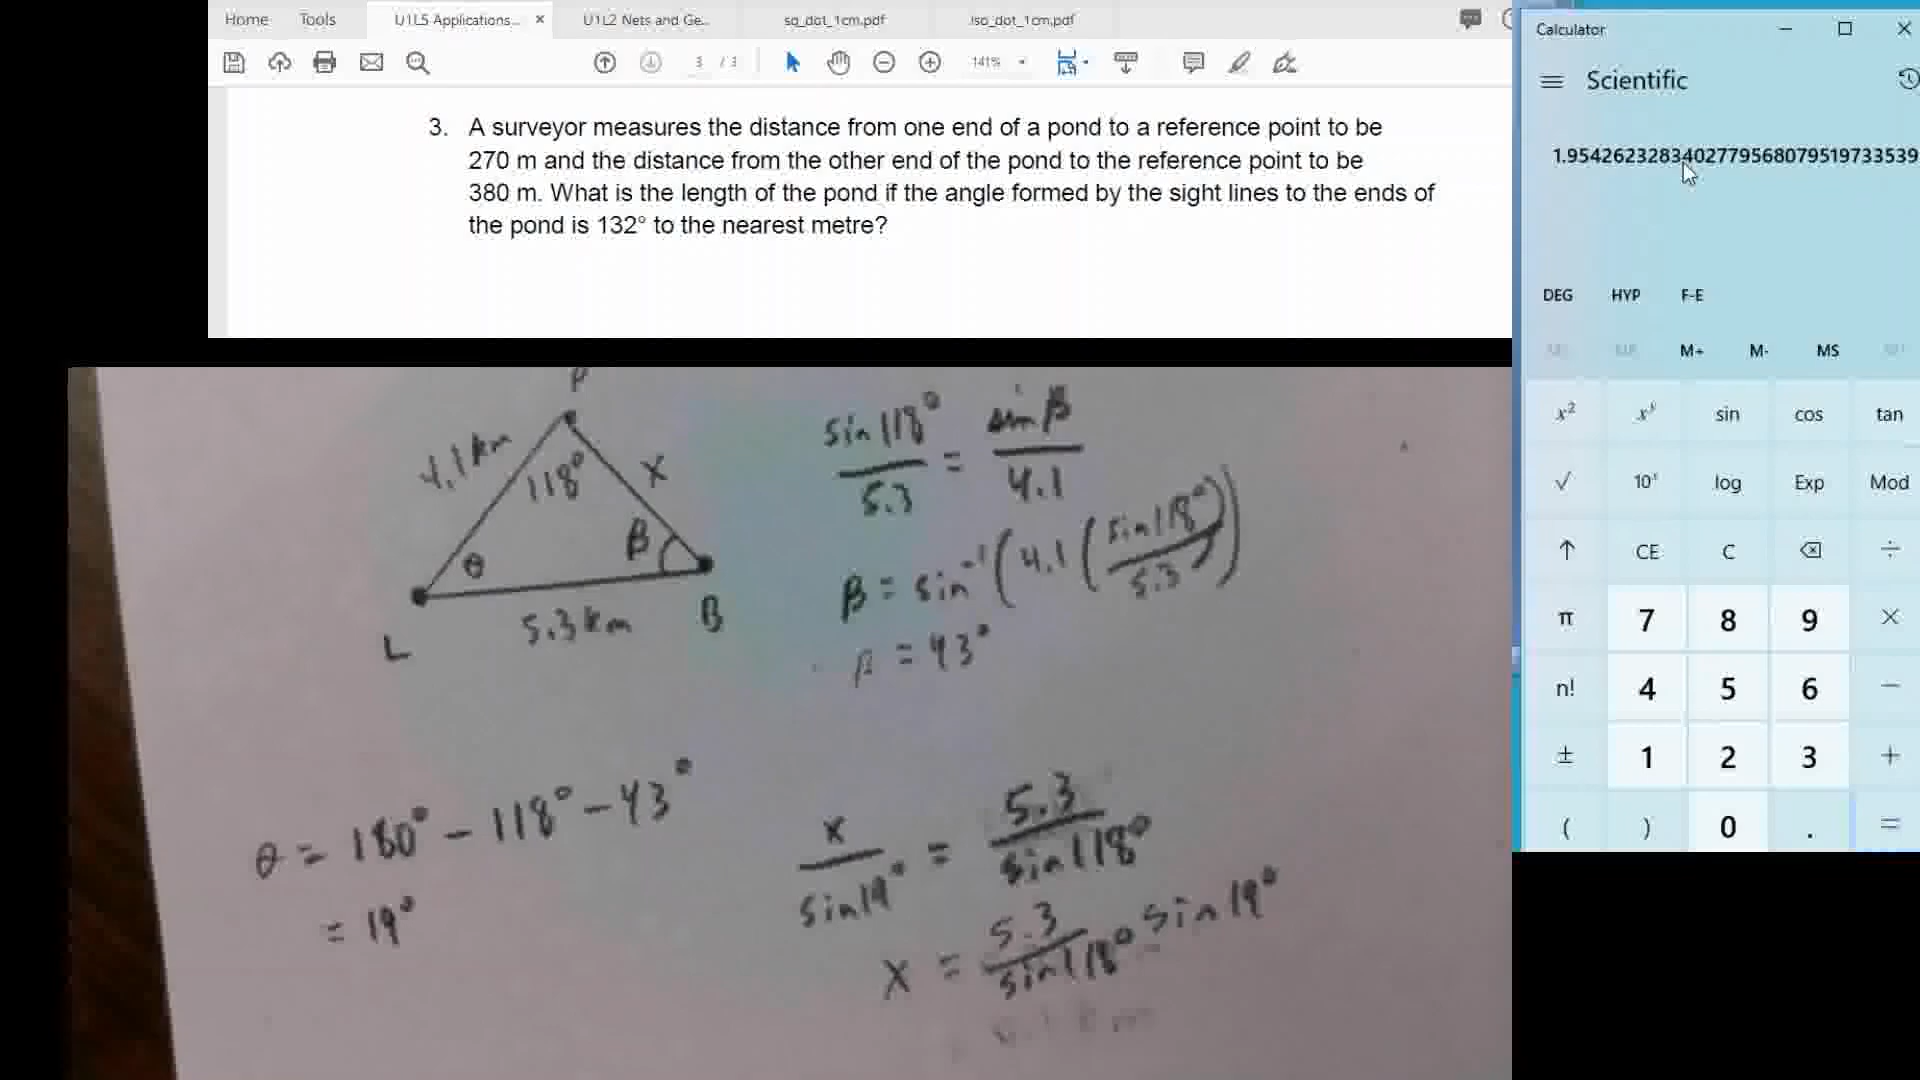 Home Tools U1L5 Applications... × U1L2 Nets and Ge... sq_dot_1cm.pdf iso_dot_1cm.pdf
3 / 3 141%
3. A surveyor measures the distance from one end of a pond to a reference point to be
270 m and the distance from the other end of the pond to the reference point to be
380 m. What is the length of the pond if the angle formed by the sight lines to the ends of
the pond is 132° to the nearest metre?
Calculator
Scientific
1.9542623283402779568079519733539
DEG HYP F-E
M+ M- MS
x² xʸ sin cos tan
√ 10ˣ log Exp Mod
↑ CE C ÷
π 7 8 9 ×
n! 4 5 6 −
± 1 2 3 +
( ) 0 . =
P
4.1 km 118° x
θ β
L 5.3 km B
sin 118° / 5.3 = sin β / 4.1
β = sin⁻¹ ( 4.1 ( sin 118° / 5.3 ) )
β = 43°
θ = 180° − 118° − 43°
= 19°
x / sin 19° = 5.3 / sin 118°
x = 5.3 / sin 118° sin 19°